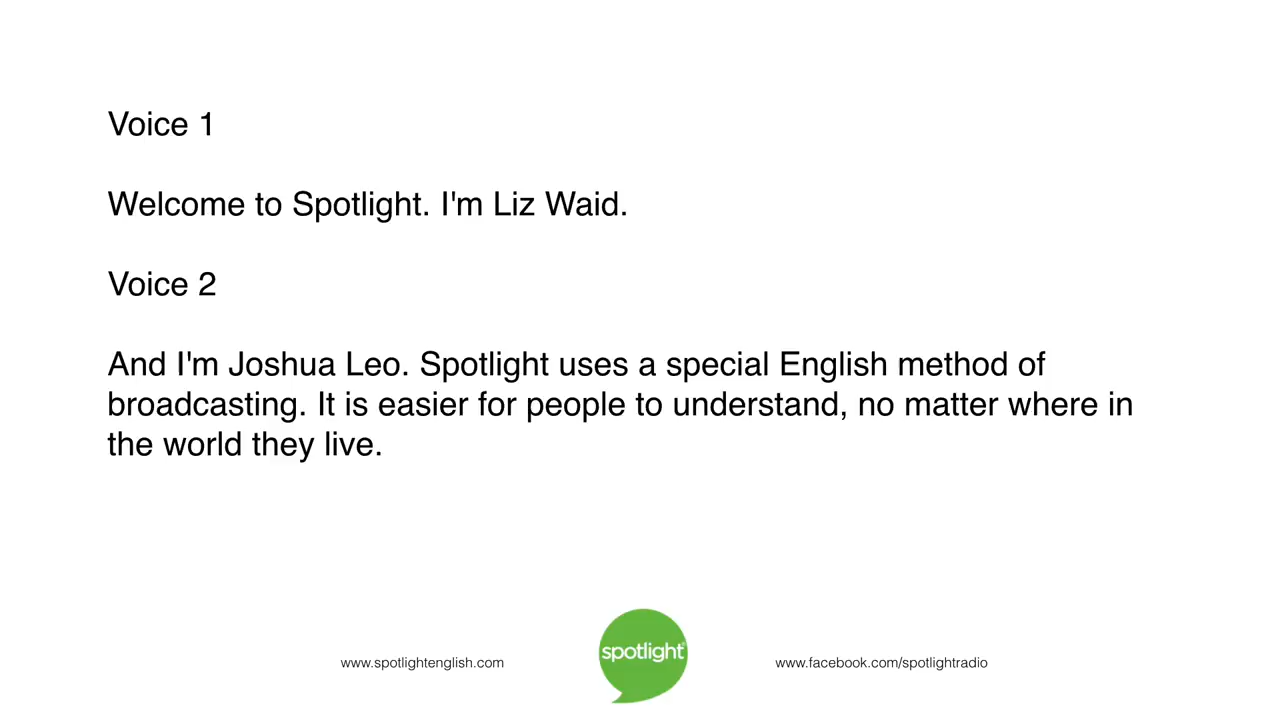 Voice 1
Welcome to Spotlight. I'm Liz Waid.
Voice 2
And I'm Joshua Leo. Spotlight uses a special English method of
broadcasting. It is easier for people to understand, no matter where in
the world they live.
www.spotlightenglish.com
spotlight
www.facebook.com/spotlightradio